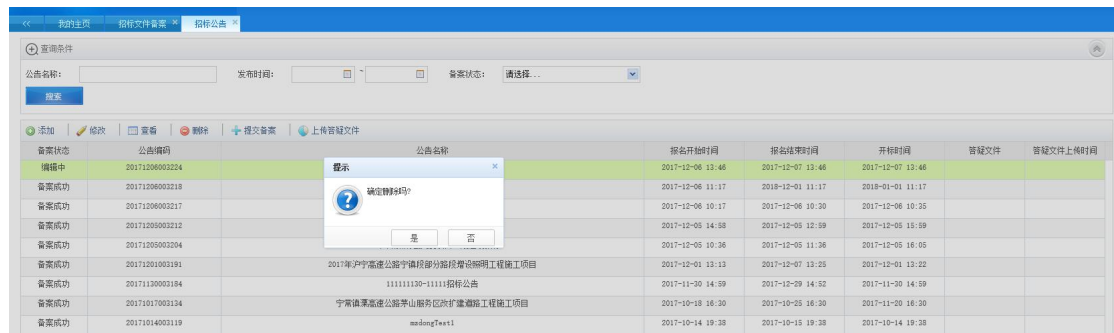 << 我的主页 招标文件备案 × 招标公告 ×
查询条件
公告名称: 发布时间: ~ 备案状态: 请选择...
搜索
添加 修改 查看 删除 提交备案 上传答疑文件
备案状态 公告编码 公告名称 报名开始时间 报名结束时间 开标时间 答疑文件 答疑文件上传时间
编辑中 20171206003224 2017-12-06 13:46 2017-12-07 13:46 2017-12-07 13:46
备案成功 20171206003218 2017-12-06 11:17 2018-12-01 11:17 2018-01-01 11:17
备案成功 20171206003217 2017-12-06 10:17 2017-12-06 10:30 2017-12-06 10:35
备案成功 20171205003212 2017-12-05 14:58 2017-12-05 12:59 2017-12-05 15:59
备案成功 20171205003204 2017-12-05 10:36 2017-12-05 11:36 2017-12-05 16:05
备案成功 20171201003191 2017年沪宁高速公路宁镇段部分路段增设照明工程施工项目 2017-12-01 13:13 2017-12-07 13:25 2017-12-01 13:22
备案成功 20171130003184 111111130-11111招标公告 2017-11-30 14:59 2017-12-29 14:52 2017-11-30 14:59
备案成功 20171017003134 宁常镇溧高速公路茅山服务区改扩建道路工程施工项目 2017-10-18 16:30 2017-10-25 16:30 2017-11-20 16:30
备案成功 20171014003119 msdongTest1 2017-10-14 19:38 2017-10-15 19:38 2017-10-14 19:38
提示 ×
确定删除吗?
是 否